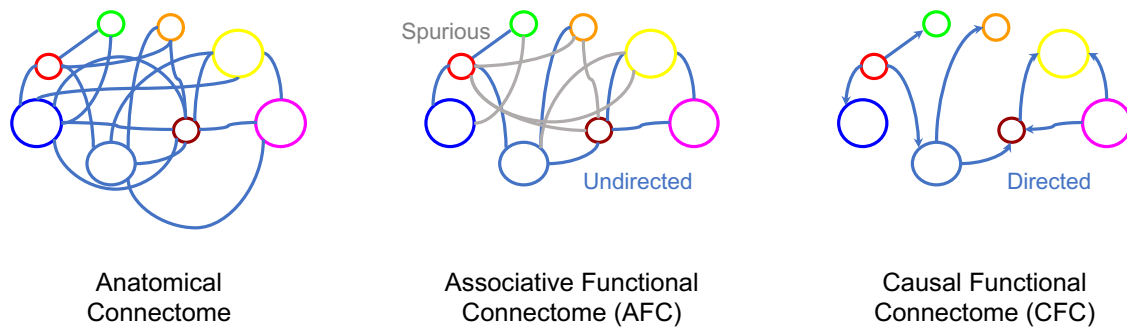 Spurious
Undirected
Directed
Anatomical
Connectome
Associative Functional
Connectome (AFC)
Causal Functional
Connectome (CFC)